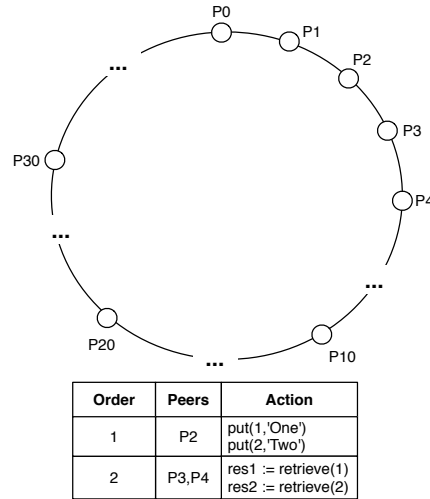 P0
P1
...
P2
P3
P30
P4
...
...
P20
...
P10
Order Peers Action
1 P2 put(1,'One')
put(2,'Two')
2 P3,P4 res1 := retrieve(1)
res2 := retrieve(2)